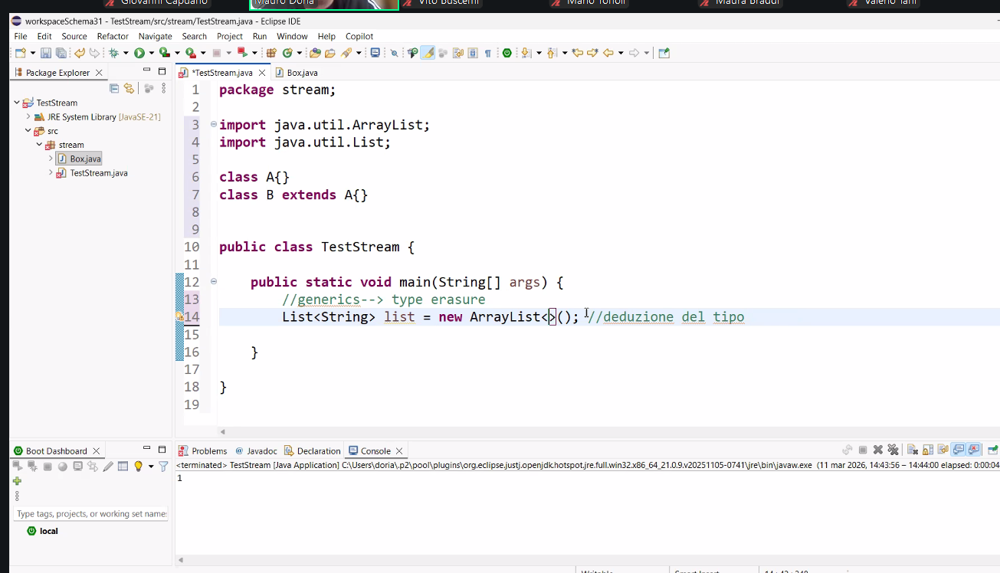 Giovanni Capuano
Mauro Doria
Vito Buscemi
Mario Tonoli
Valerio Tani
workspaceSchema31 - TestStream/src/stream/TestStream.java - Eclipse IDE
File Edit Source Refactor Navigate Search Project Run Window Help Copilot
Package Explorer
*TestStream.java
Box.java
TestStream
JRE System Library [JavaSE-21]
src
stream
Box.java
TestStream.java
1 package stream;
2
3 import java.util.ArrayList;
4 import java.util.List;
5
6 class A{}
7 class B extends A{}
8
9
10 public class TestStream {
11
12 public static void main(String[] args) {
13 //generics--> type erasure
14 List<String> list = new ArrayList<>(); //deduzione del tipo
15
16 }
17
18 }
19
Boot Dashboard
Type tags, projects, or working set name:
local
Problems @ Javadoc Declaration Console
<terminated> TestStream [Java Application] C:\Users\doria\.p2\pool\plugins\org.eclipse.justj.openjdk.hotspot.jre.full.win32.x86_64_21.0.9.v20251105-0741\jre\bin\javaw.exe (11 mar 2026, 14:43:56 – 14:44:00 elapsed: 0:00:04
1